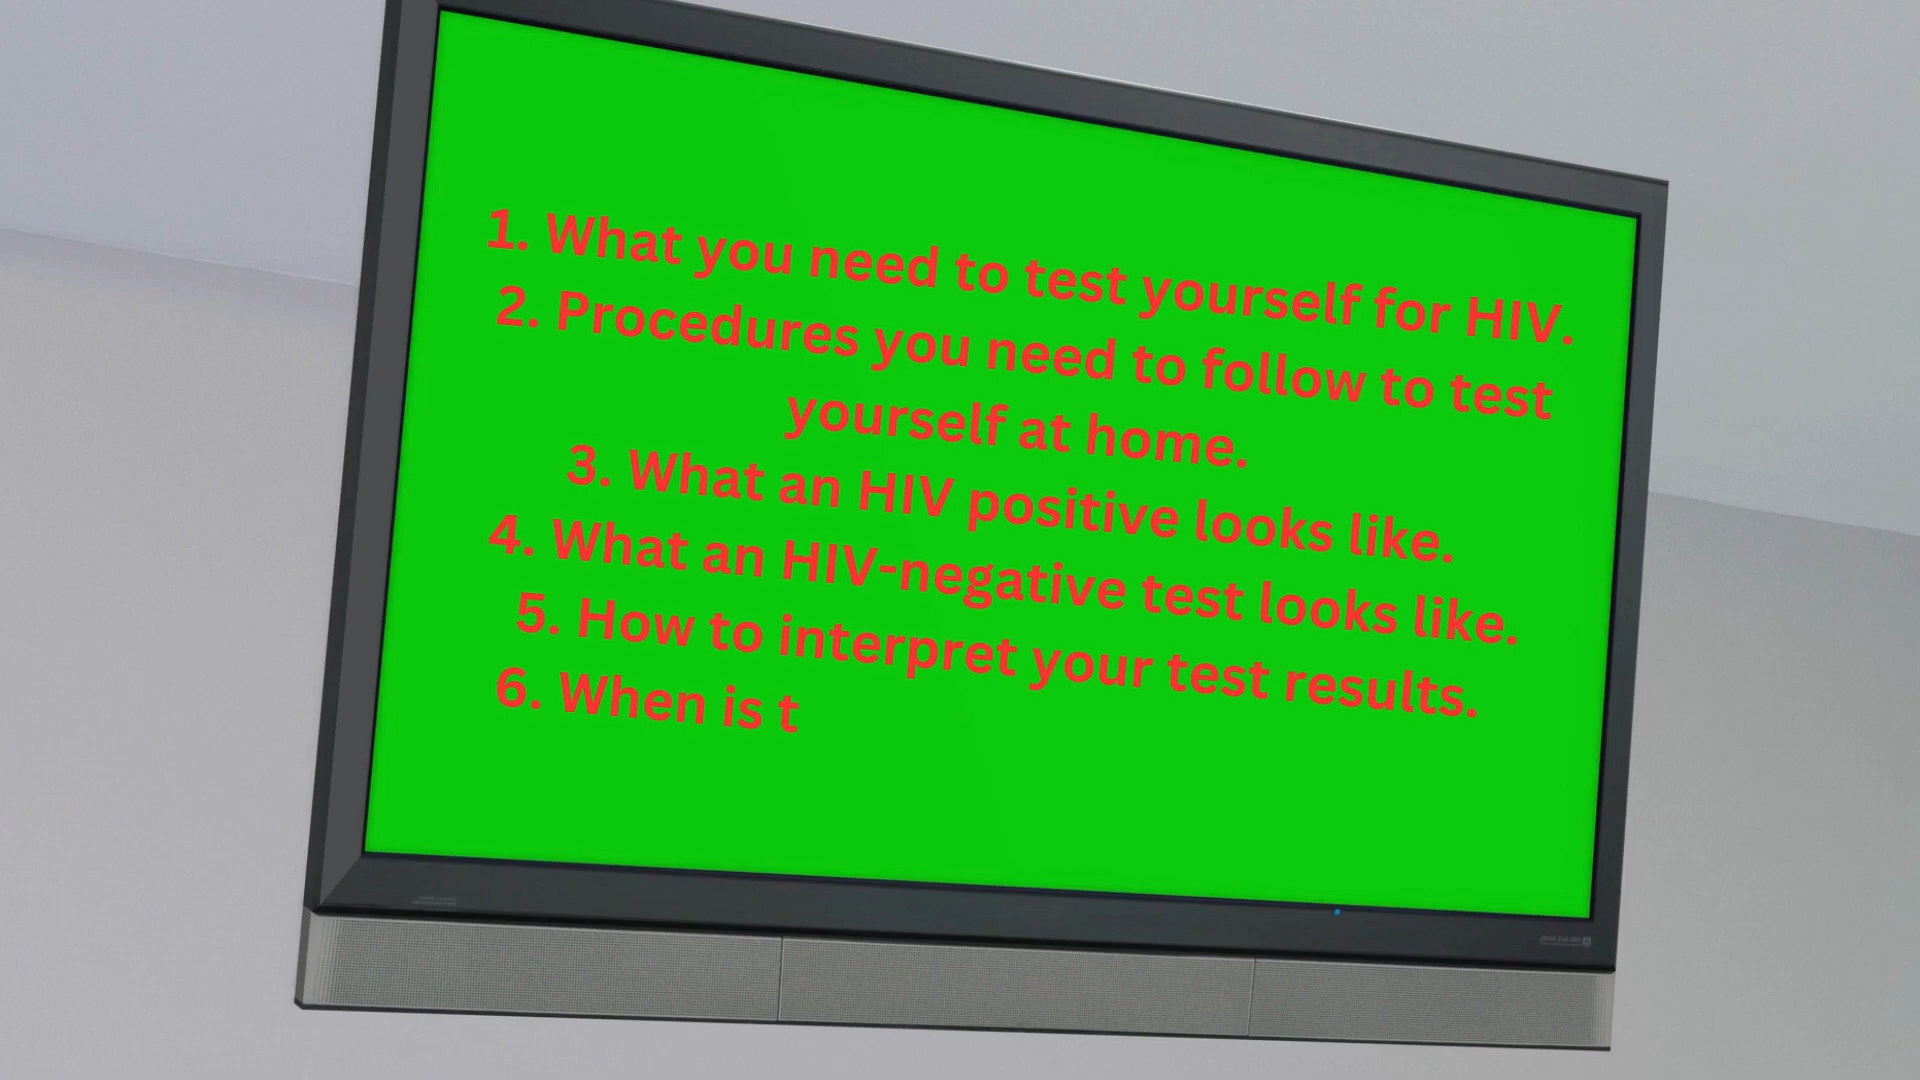 1. What you need to test yourself for HIV.
2. Procedures you need to follow to test
yourself at home.
3. What an HIV positive looks like.
4. What an HIV-negative test looks like.
5. How to interpret your test results.
6. When is t